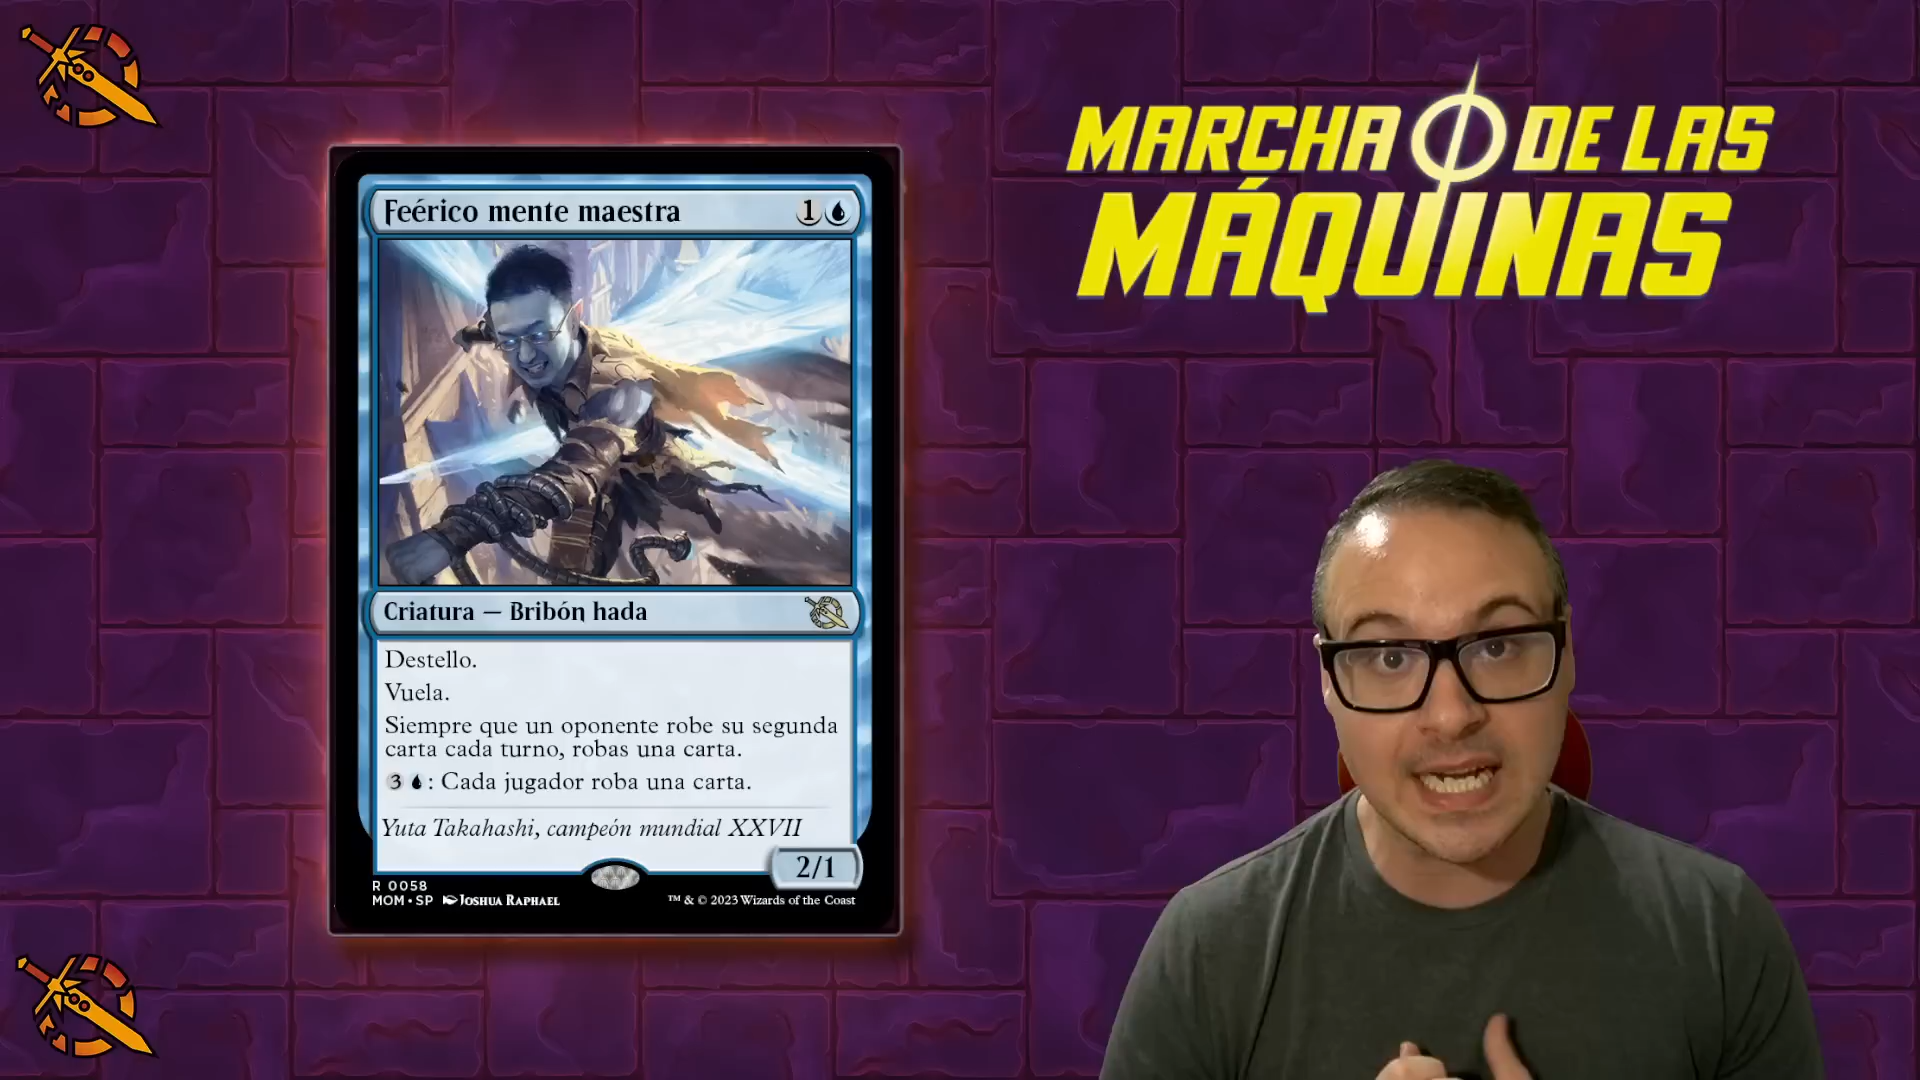 Feérico mente maestra
1
Criatura — Bribón hada
Destello.
Vuela.
Siempre que un oponente robe su segunda
carta cada turno, robas una carta.
3 : Cada jugador roba una carta.
Yuta Takahashi, campeón mundial XXVII
2/1
R 0058
MOM • SP JOSHUA RAPHAEL
™ & © 2023 Wizards of the Coast
MARCHA DE LAS
MÁQUINAS